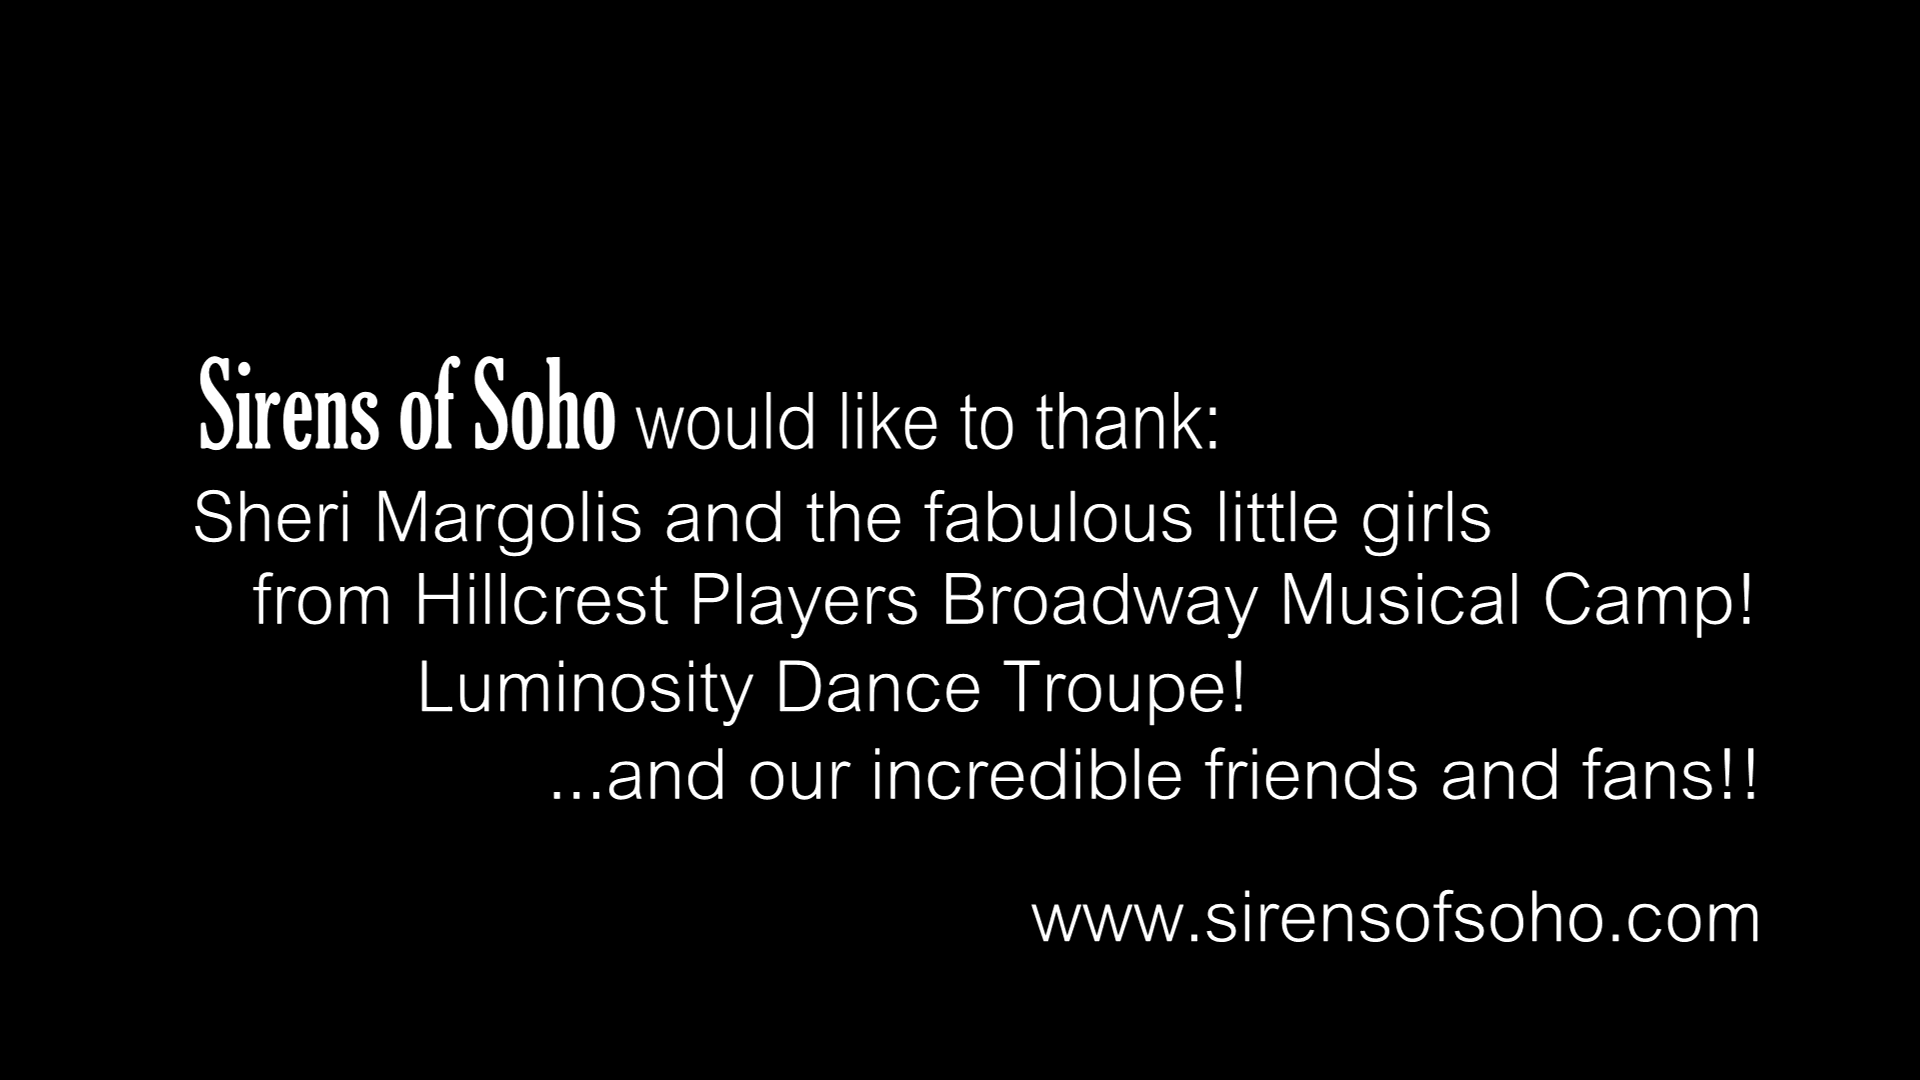 Sirens of Soho would like to thank:
Sheri Margolis and the fabulous little girls
from Hillcrest Players Broadway Musical Camp!
Luminosity Dance Troupe!
...and our incredible friends and fans!!
www.sirensofsoho.com